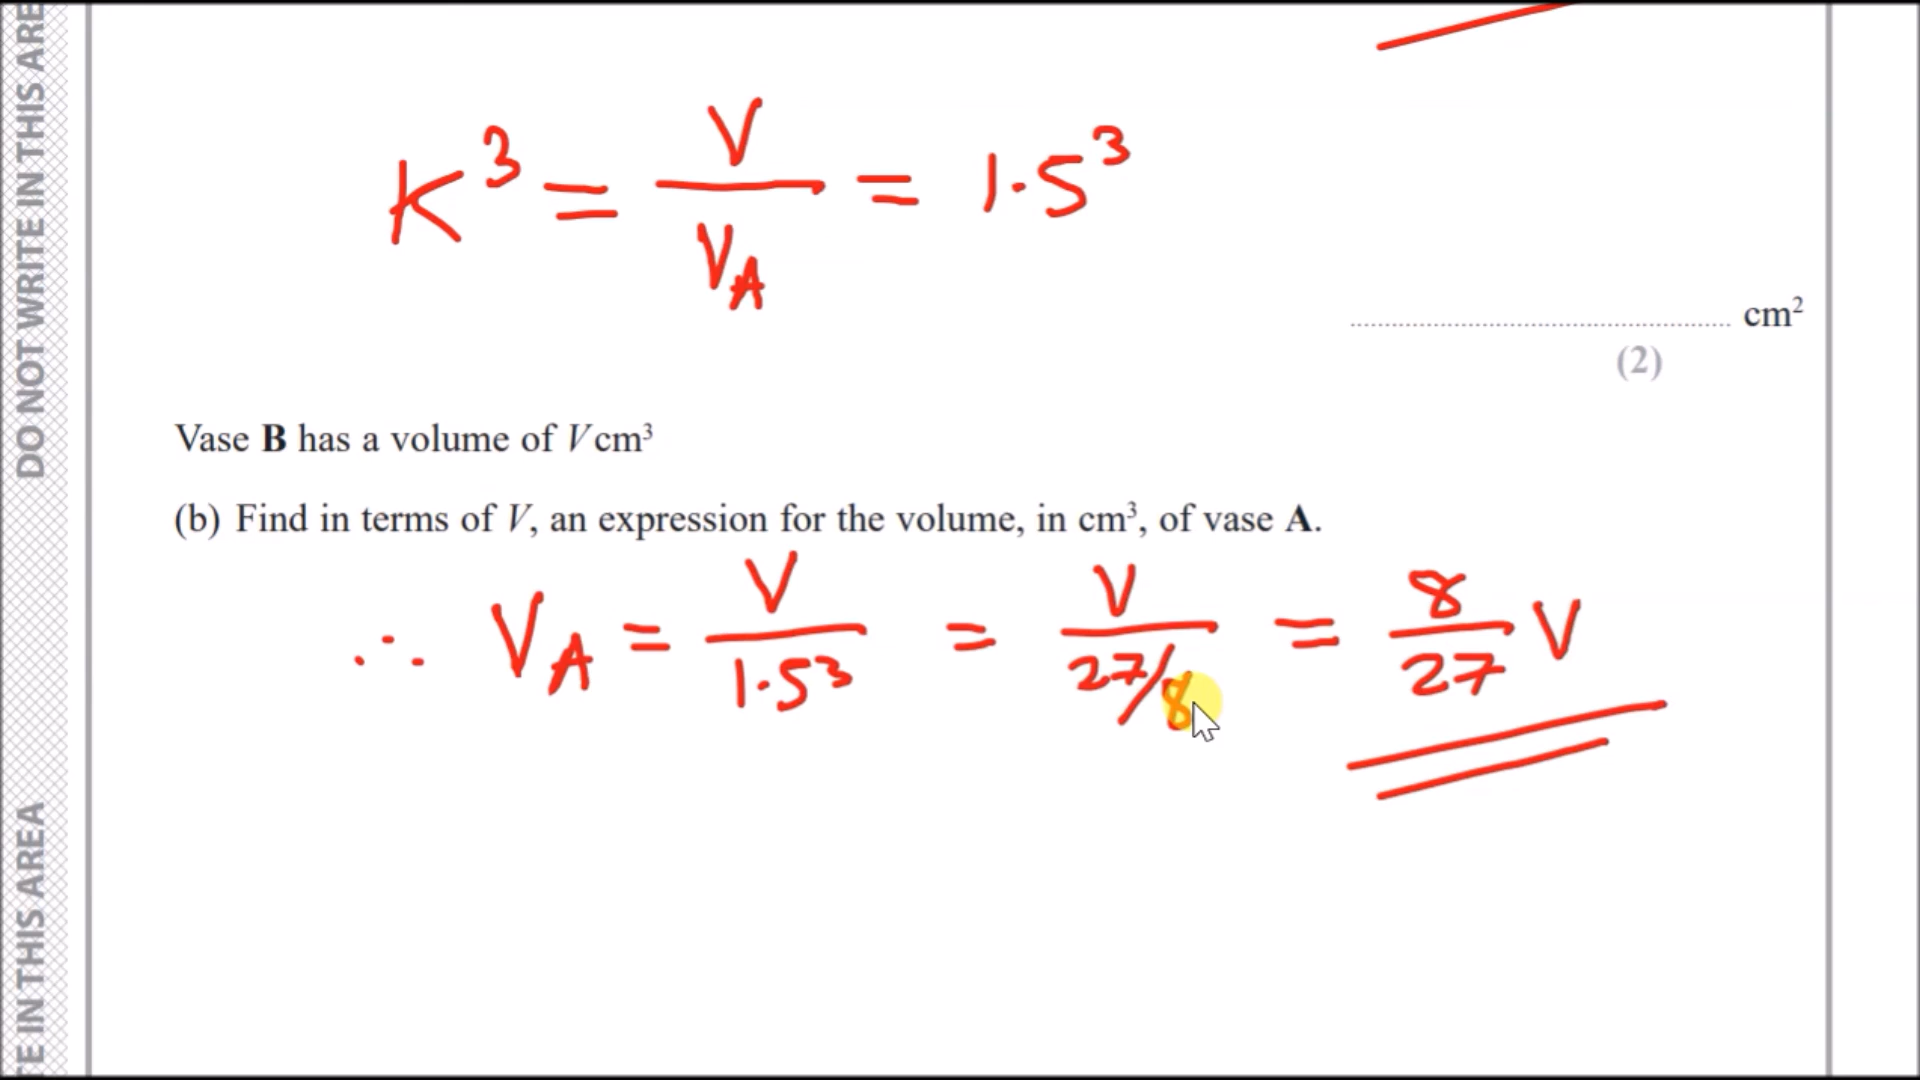 DO NOT WRITE IN THIS ARE
K³ = V/V_A = 1.5³
cm²
(2)
Vase B has a volume of V cm³
(b) Find in terms of V, an expression for the volume, in cm³, of vase A.
∴ V_A = V/1.5³ = V/(27/8) = 8/27 V
TE IN THIS AREA